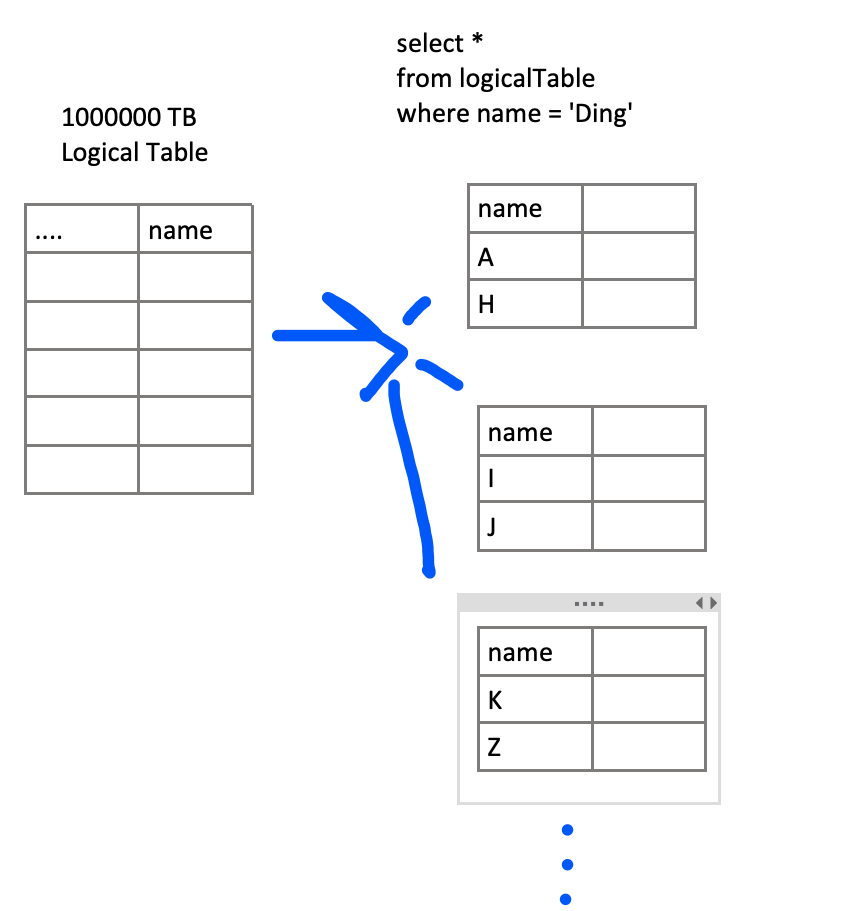 select *
from logicalTable
where name = 'Ding'
1000000 TB
Logical Table
.... name
name
A
H
name
I
J
name
K
Z